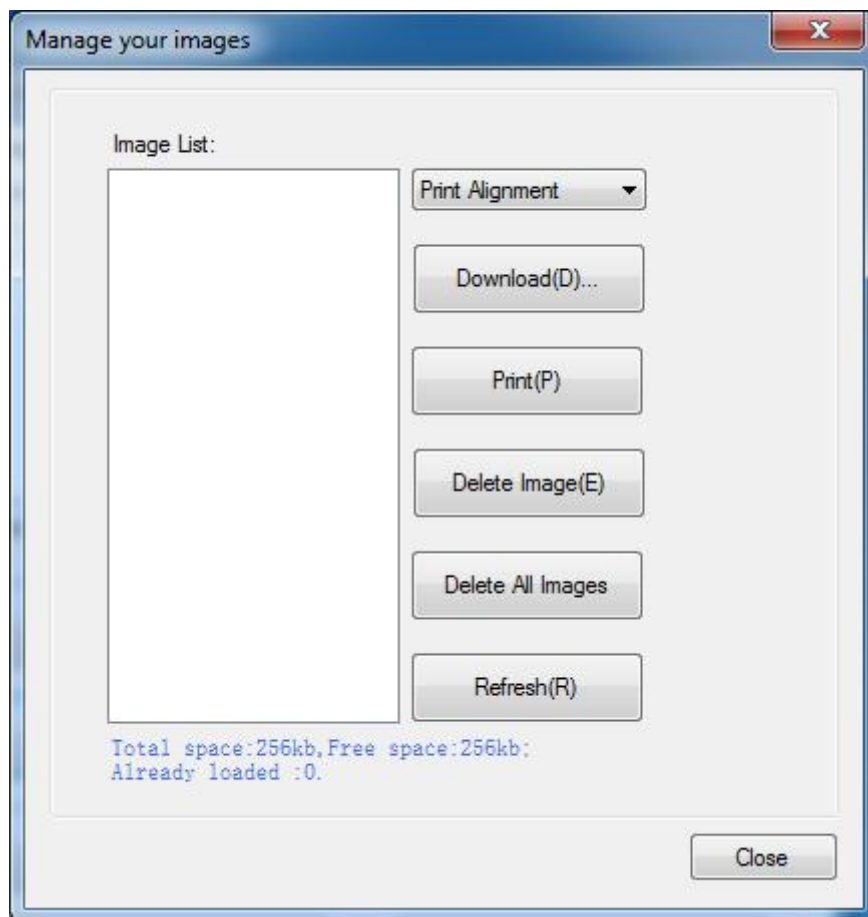 Manage your images
Image List:
Print Alignment
Download(D)...
Print(P)
Delete Image(E)
Delete All Images
Refresh(R)
Total space:256kb,Free space:256kb;
Already loaded :0.
Close